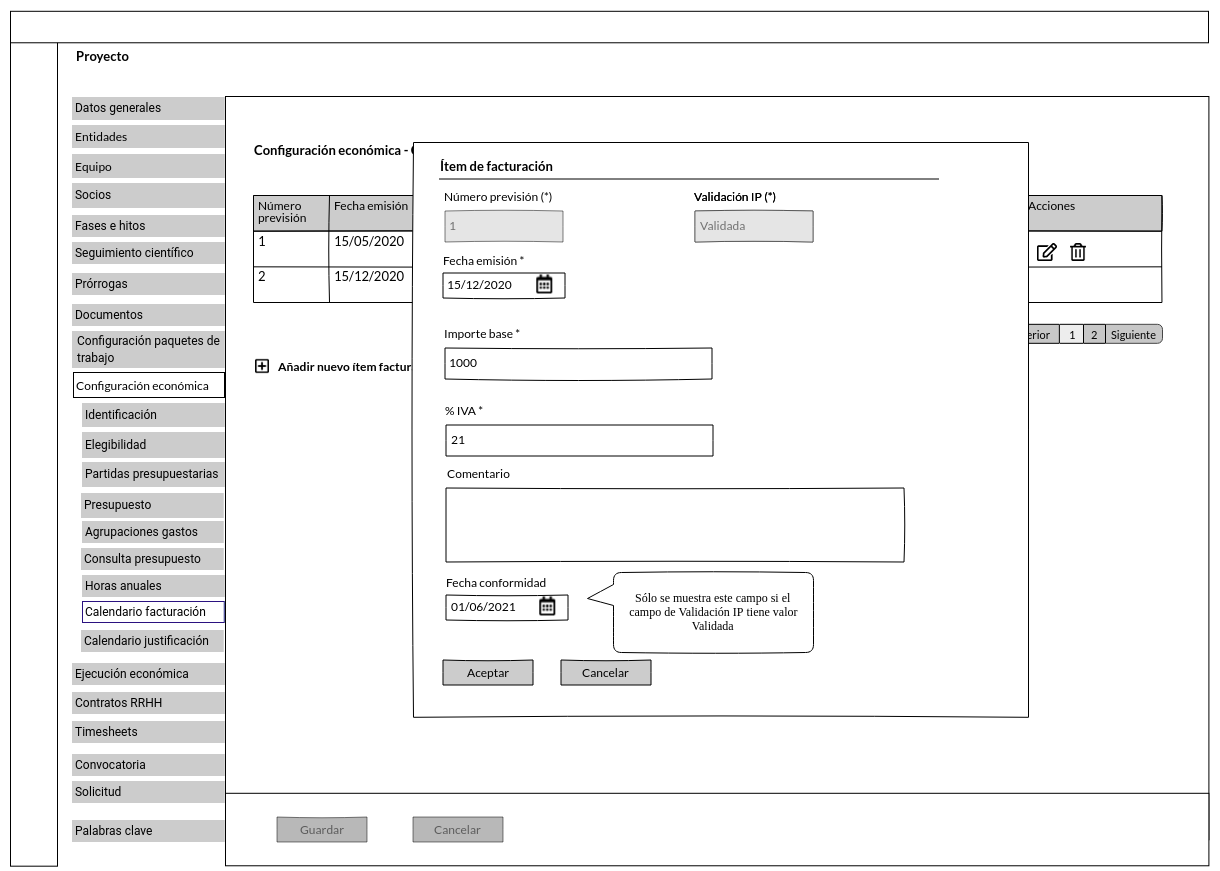 Proyecto
Datos generales
Entidades
Equipo
Socios
Fases e hitos
Seguimiento científico
Prórrogas
Documentos
Configuración paquetes de
trabajo
Configuración económica
Identificación
Elegibilidad
Partidas presupuestarias
Presupuesto
Agrupaciones gastos
Consulta presupuesto
Horas anuales
Calendario facturación
Calendario justificación
Ejecución económica
Contratos RRHH
Timesheets
Convocatoria
Solicitud
Palabras clave
Configuración económica -
Número
previsión
Fecha emisión
Acciones
1
15/05/2020
2
15/12/2020
erior
1
2
Siguiente
Añadir nuevo ítem factur
Ítem de facturación
Número previsión (*)
Validación IP (*)
1
Validada
Fecha emisión *
15/12/2020
Importe base *
1000
% IVA *
21
Comentario
Fecha conformidad
01/06/2021
Sólo se muestra este campo si el
campo de Validación IP tiene valor
Validada
Aceptar
Cancelar
Guardar
Cancelar